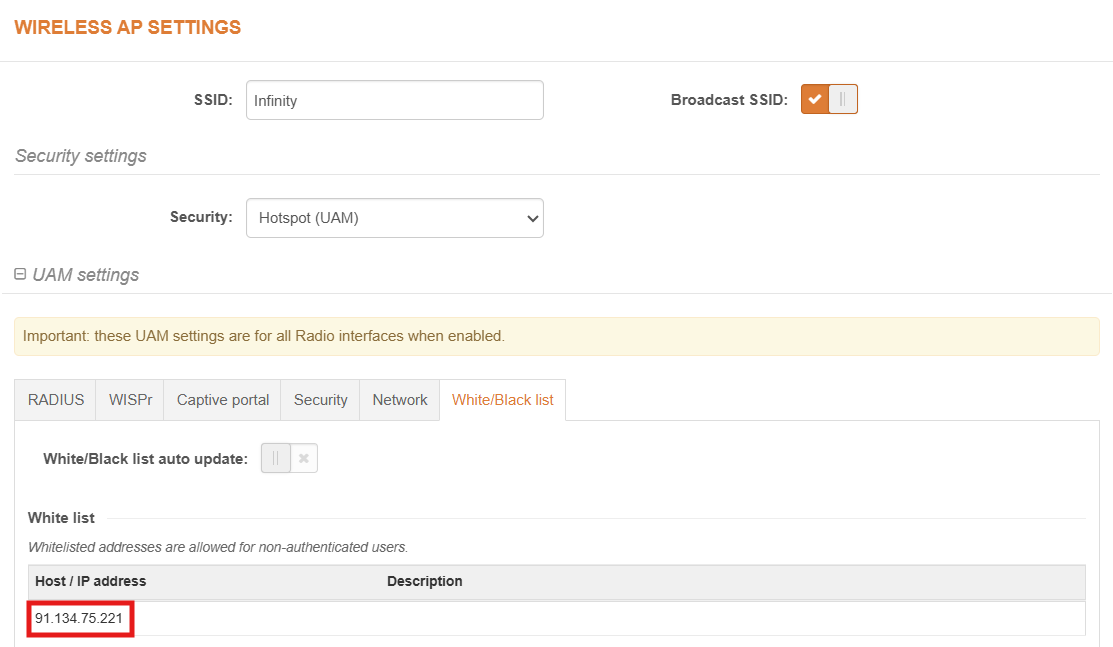 WIRELESS AP SETTINGS
SSID: Infinity Broadcast SSID:
Security settings
Security: Hotspot (UAM)
UAM settings
Important: these UAM settings are for all Radio interfaces when enabled.
RADIUS WISPr Captive portal Security Network White/Black list
White/Black list auto update:
White list
Whitelisted addresses are allowed for non-authenticated users.
Host / IP address Description
91.134.75.221